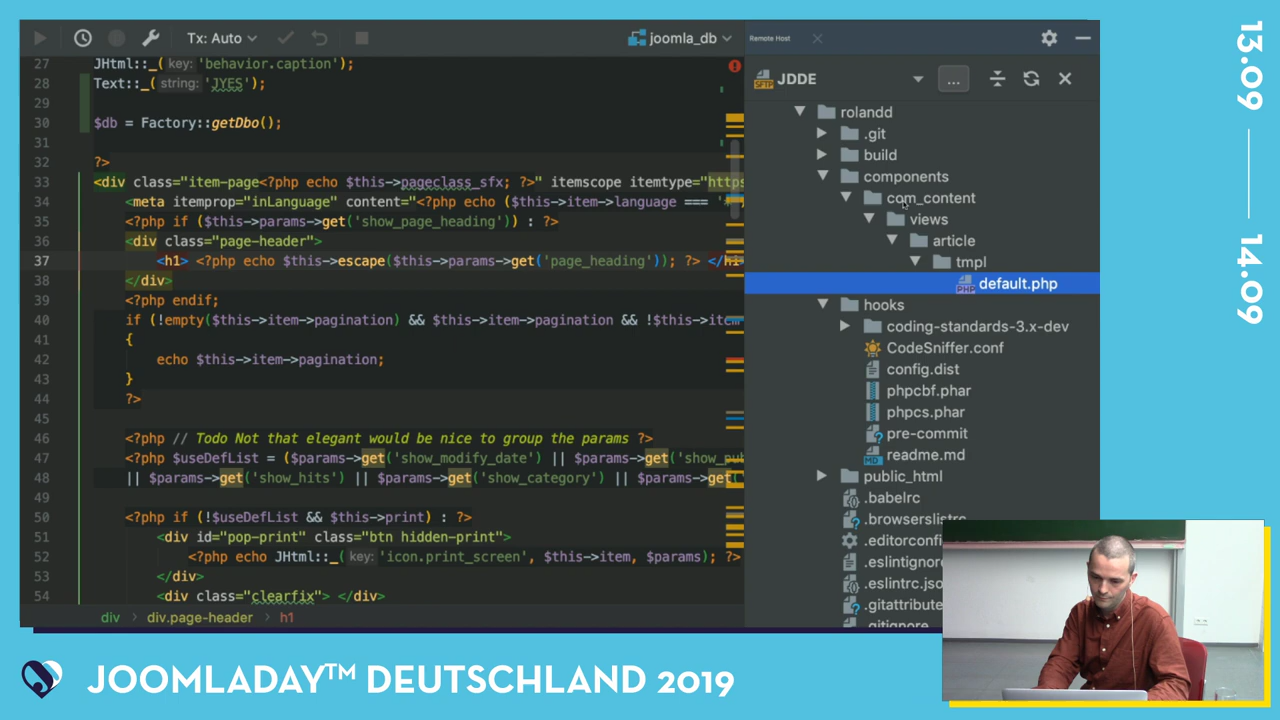 Tx: Auto
joomla_db
27 JHtml::_( key: 'behavior.caption');
28 Text::_( string: 'JYES');
29
30 $db = Factory::getDbo();
31
32 ?>
33 <div class="item-page<?php echo $this->pageclass_sfx; ?>" itemscope itemtype="https
34 <meta itemprop="inLanguage" content="<?php echo ($this->item->language === '
35 <?php if ($this->params->get('show_page_heading')) : ?>
36 <div class="page-header">
37 <h1> <?php echo $this->escape($this->params->get('page_heading')); ?> </h1
38 </div>
39 <?php endif;
40 if (!empty($this->item->pagination) && $this->item->pagination && !$this->item
41 {
42 echo $this->item->pagination;
43 }
44 ?>
45
46 <?php // Todo Not that elegant would be nice to group the params ?>
47 <?php $useDefList = ($params->get('show_modify_date') || $params->get('show_pub
48 || $params->get('show_hits') || $params->get('show_category') || $params->get(
49
50 <?php if (!$useDefList && $this->print) : ?>
51 <div id="pop-print" class="btn hidden-print">
52 <?php echo JHtml::_( key: 'icon.print_screen', $this->item, $params); ?>
53 </div>
54 <div class="clearfix"> </div>
div > div.page-header > h1
Remote Host
JDDE
...
rolandd
.git
build
components
com_content
views
article
tmpl
default.php
hooks
coding-standards-3.x-dev
CodeSniffer.conf
config.dist
phpcbf.phar
phpcs.phar
pre-commit
readme.md
public_html
.babelrc
.browserslistrc
.editorconfi
.eslintignore
.eslintrc.jso
.gitattribute
.gitignore
13.09
14.09
JOOMLADAY™ DEUTSCHLAND 2019